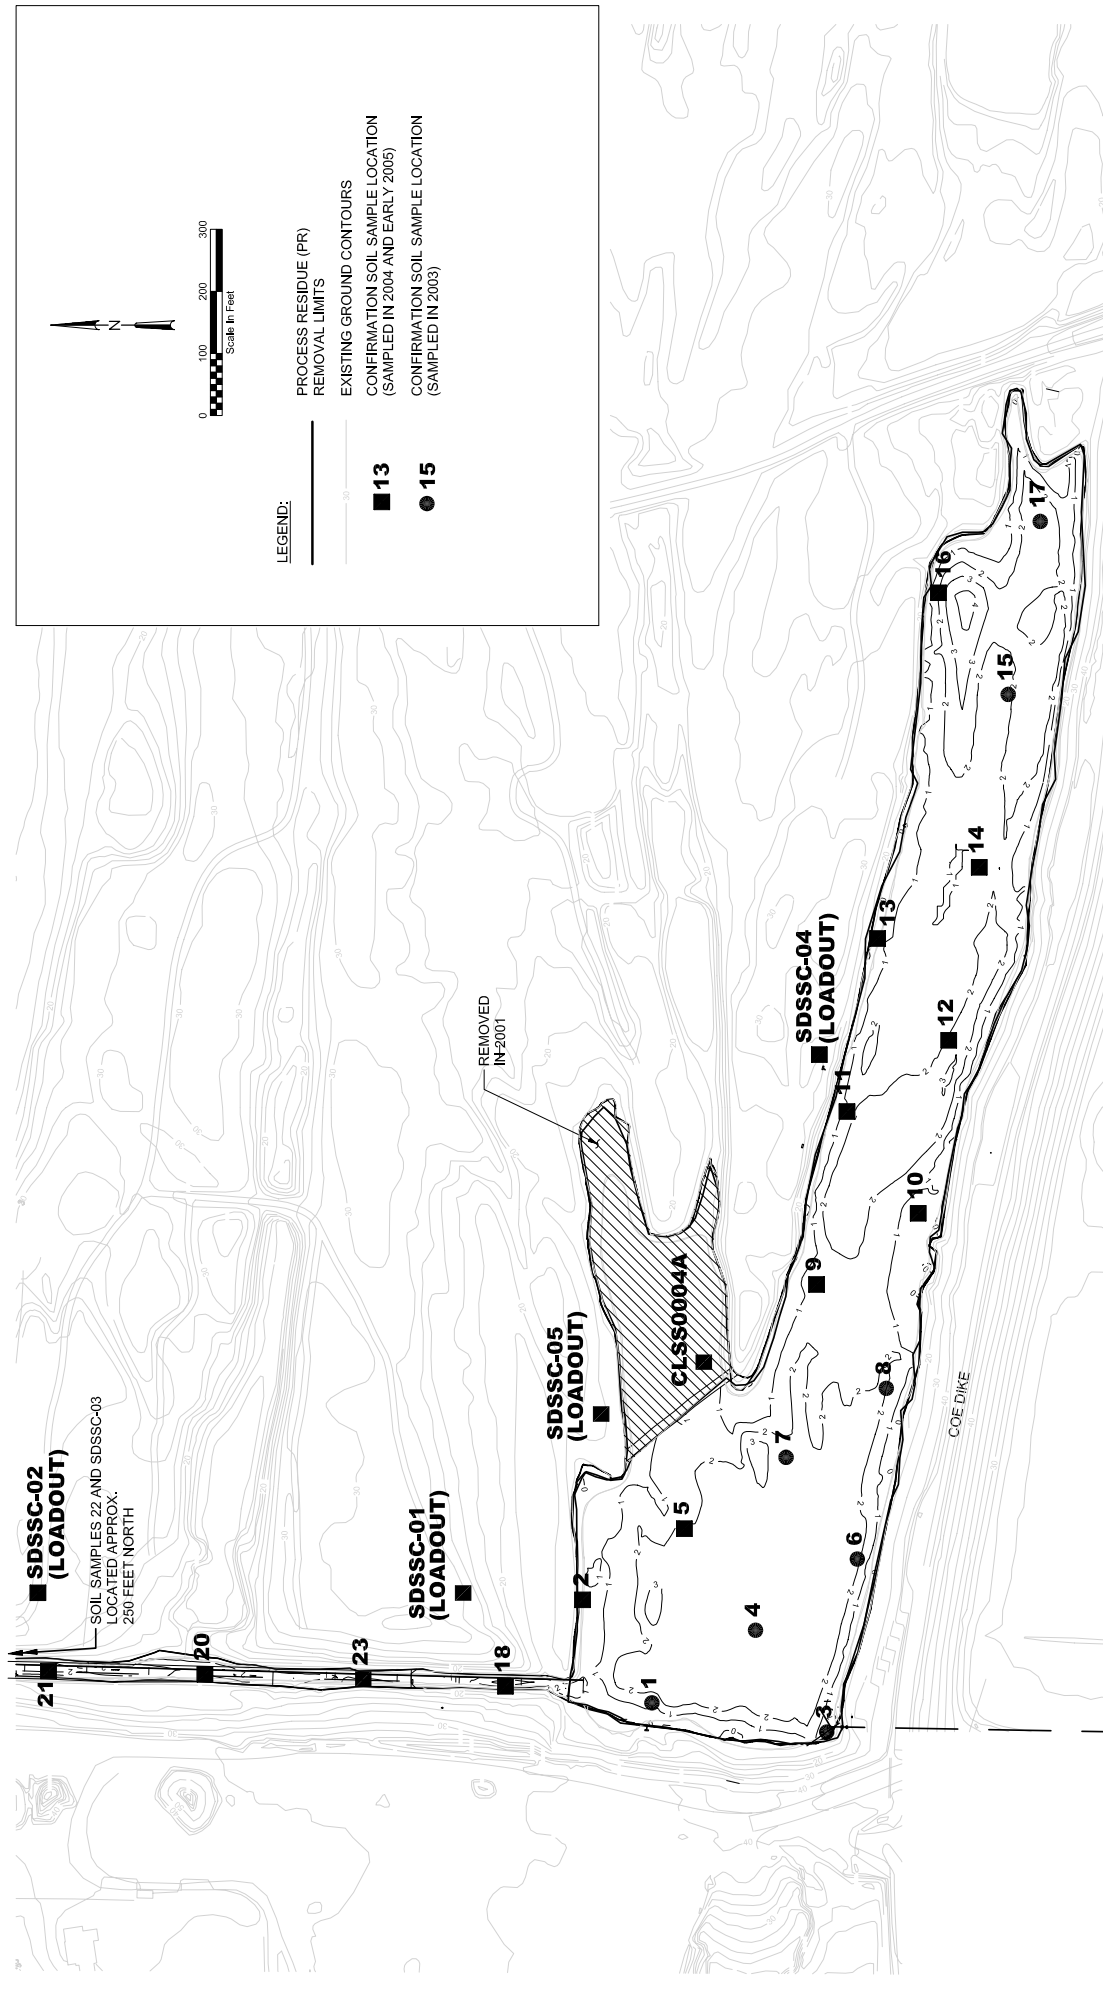 N
0 100 200 300
Scale In Feet
LEGEND:
PROCESS RESIDUE (PR)
REMOVAL LIMITS
EXISTING GROUND CONTOURS
CONFIRMATION SOIL SAMPLE LOCATION
(SAMPLED IN 2004 AND EARLY 2005)
13
CONFIRMATION SOIL SAMPLE LOCATION
(SAMPLED IN 2003)
15
SDSSC-02
(LOADOUT)
SOIL SAMPLES 22 AND SDSSC-03
LOCATED APPROX.
250 FEET NORTH
21
20
23
18
SDSSC-01
(LOADOUT)
SDSSC-05
(LOADOUT)
REMOVED
IN 2001
CLSS0004A
SDSSC-04
(LOADOUT)
1
2
3
4
5
6
7
8
9
10
11
12
13
14
15
16
17
COE DIKE